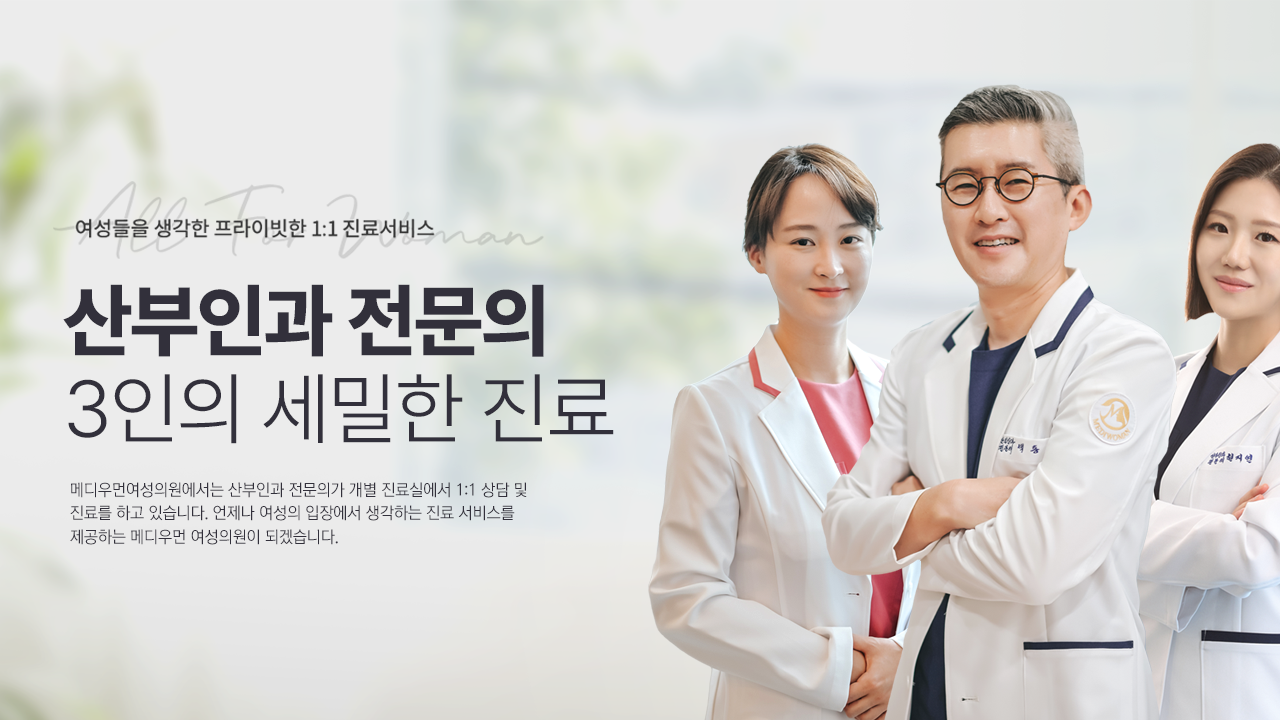 All For Woman
여성들을 생각한 프라이빗한 1:1 진료서비스
산부인과 전문의
3인의 세밀한 진료
메디우먼여성의원에서는 산부인과 전문의가 개별 진료실에서 1:1 상담 및
진료를 하고 있습니다. 언제나 여성의 입장에서 생각하는 진료 서비스를
제공하는 메디우먼 여성의원이 되겠습니다.